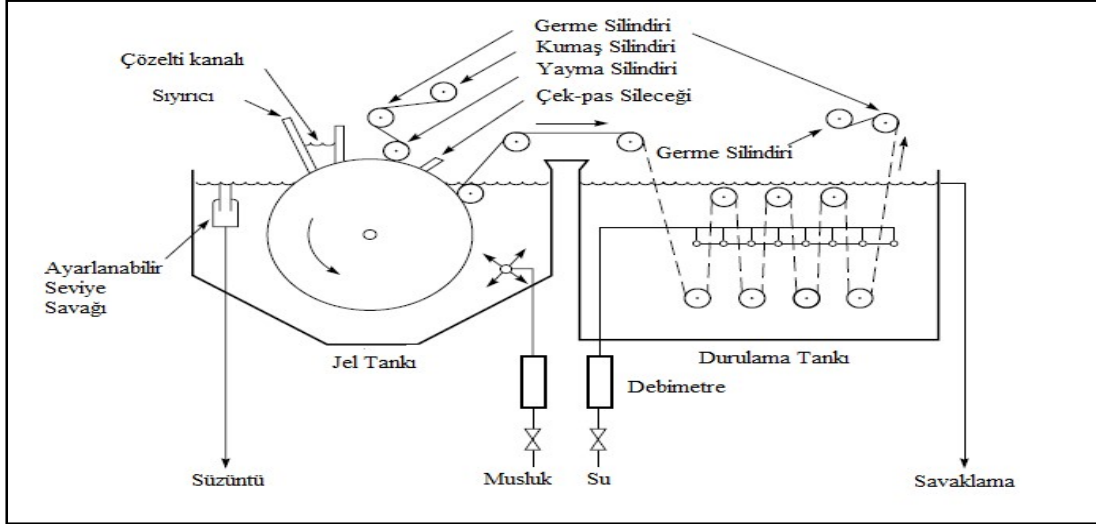 Germe Silindiri
Kumaş Silindiri
Yayma Silindiri
Çek-pas Sileceği
Çözelti kanalı
Sıyırıcı
Germe Silindiri
Ayarlanabilir
Seviye
Savağı
Jel Tankı
Durulama Tankı
Debimetre
Süzüntü
Musluk
Su
Savaklama